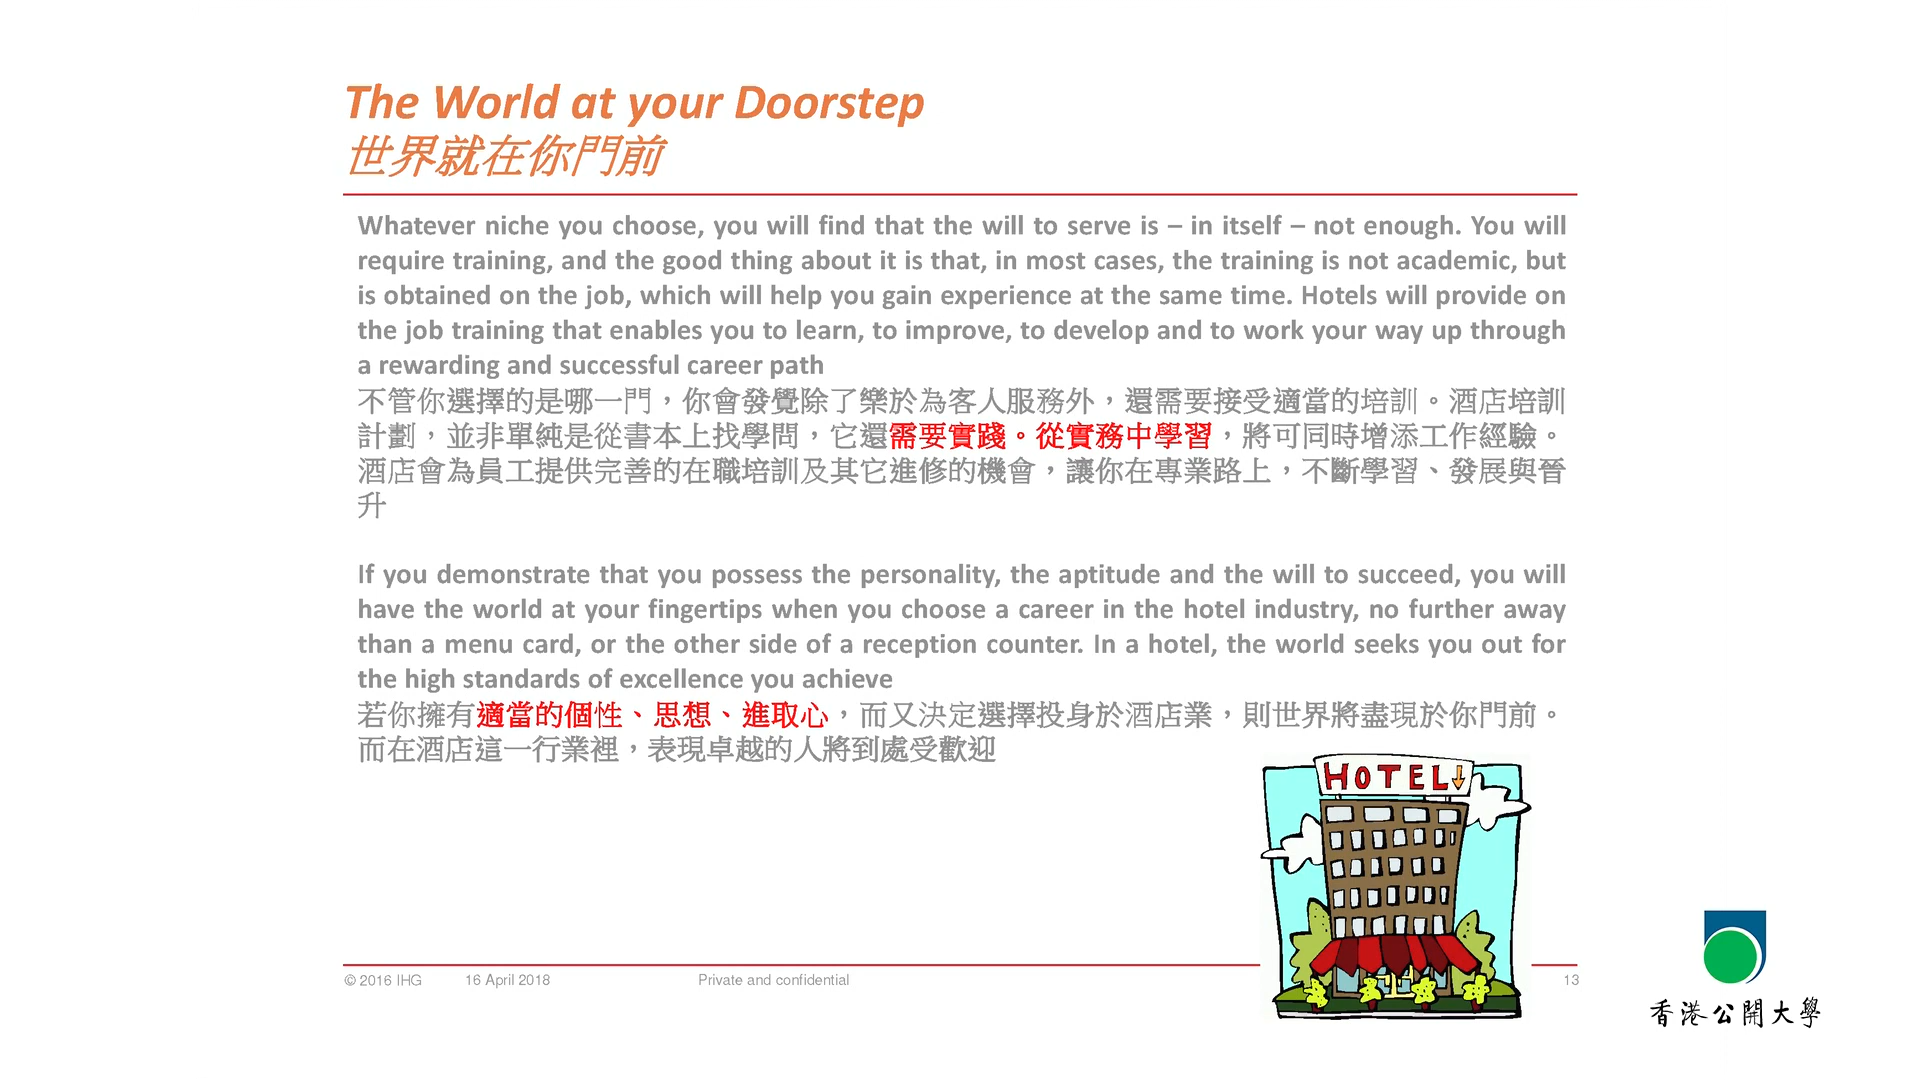 The World at your Doorstep
世界就在你門前
Whatever niche you choose, you will find that the will to serve is – in itself – not enough. You will
require training, and the good thing about it is that, in most cases, the training is not academic, but
is obtained on the job, which will help you gain experience at the same time. Hotels will provide on
the job training that enables you to learn, to improve, to develop and to work your way up through
a rewarding and successful career path
不管你選擇的是哪一門，你會發覺除了樂於為客人服務外，還需要接受適當的培訓。酒店培訓
計劃，並非單純是從書本上找學問，它還需要實踐。從實務中學習，將可同時增添工作經驗。
酒店會為員工提供完善的在職培訓及其它進修的機會，讓你在專業路上，不斷學習、發展與晉
升
If you demonstrate that you possess the personality, the aptitude and the will to succeed, you will
have the world at your fingertips when you choose a career in the hotel industry, no further away
than a menu card, or the other side of a reception counter. In a hotel, the world seeks you out for
the high standards of excellence you achieve
若你擁有適當的個性、思想、進取心，而又決定選擇投身於酒店業，則世界將盡現於你門前。
而在酒店這一行業裡，表現卓越的人將到處受歡迎
HOTEL
© 2016 IHG 16 April 2018 Private and confidential 13
香港公開大學